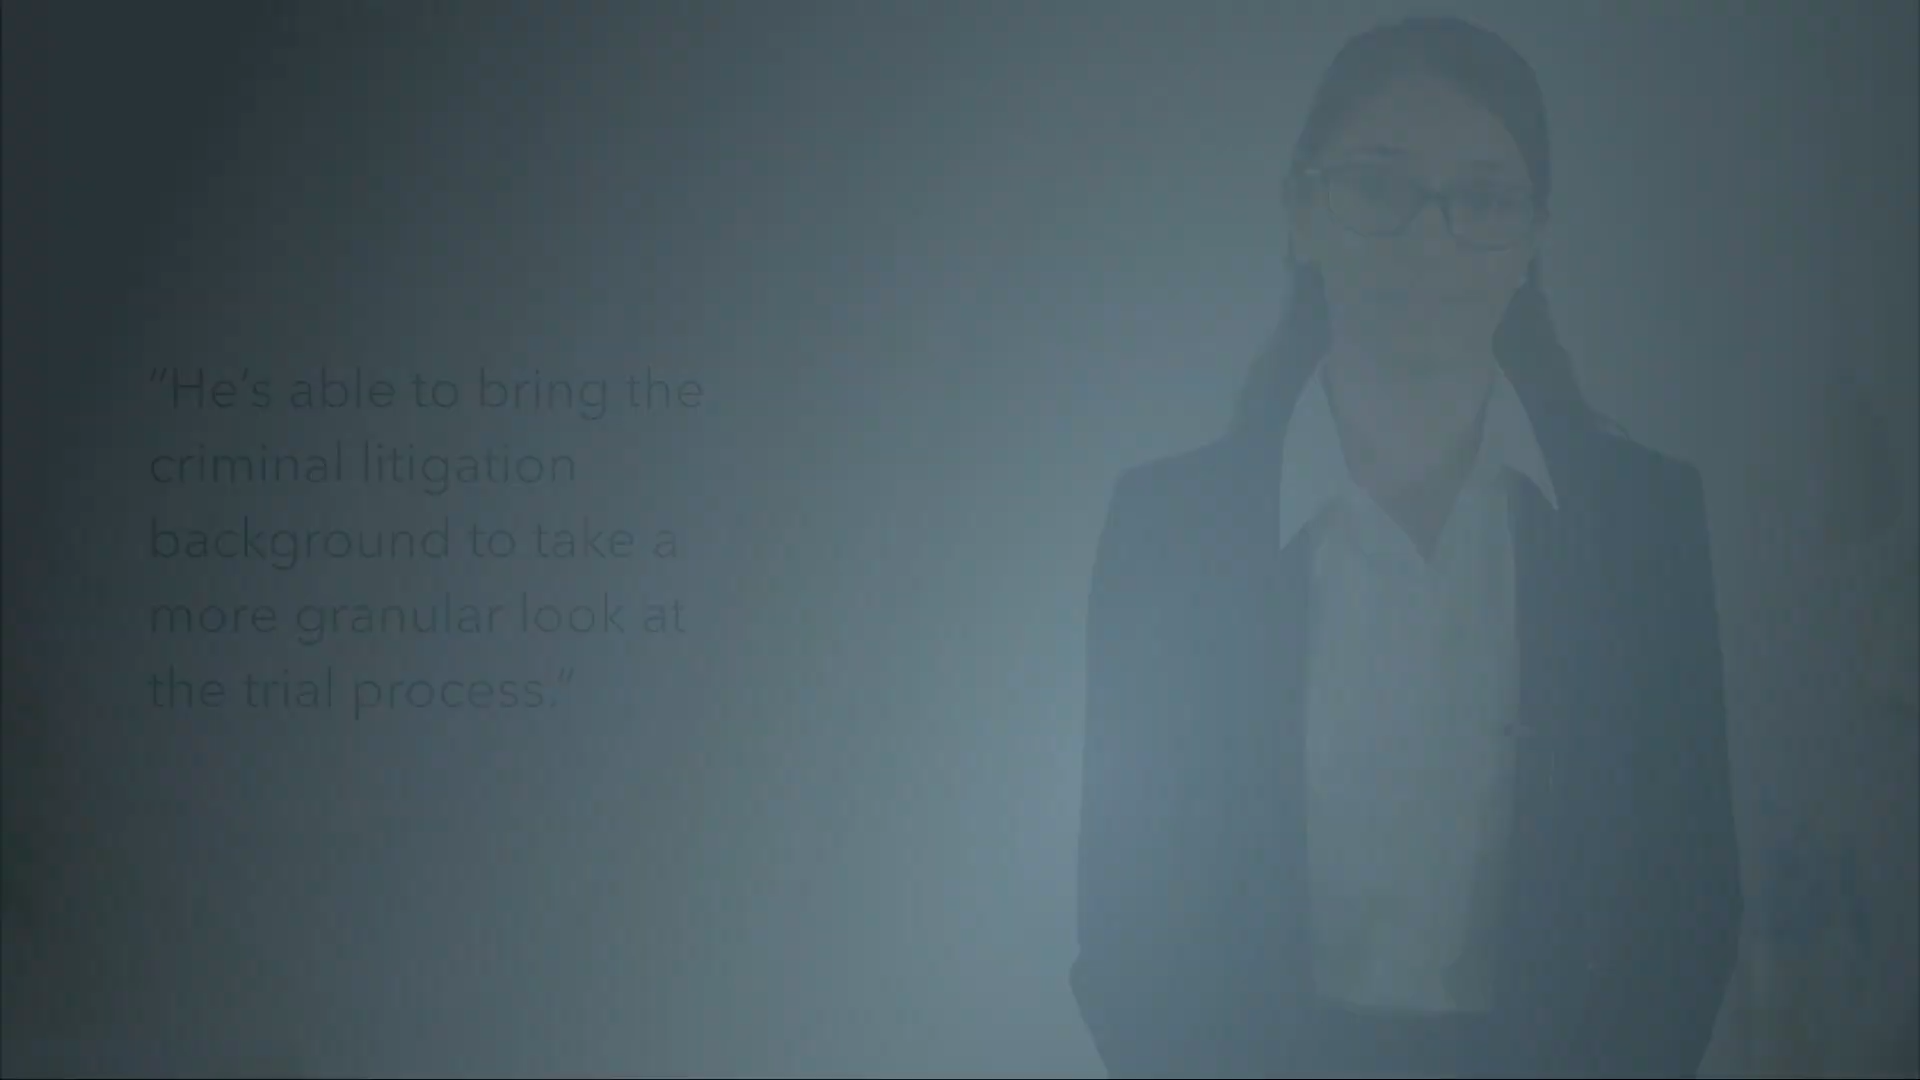 "He's able to bring the
criminal litigation
background to take a
more granular look at
the trial process."